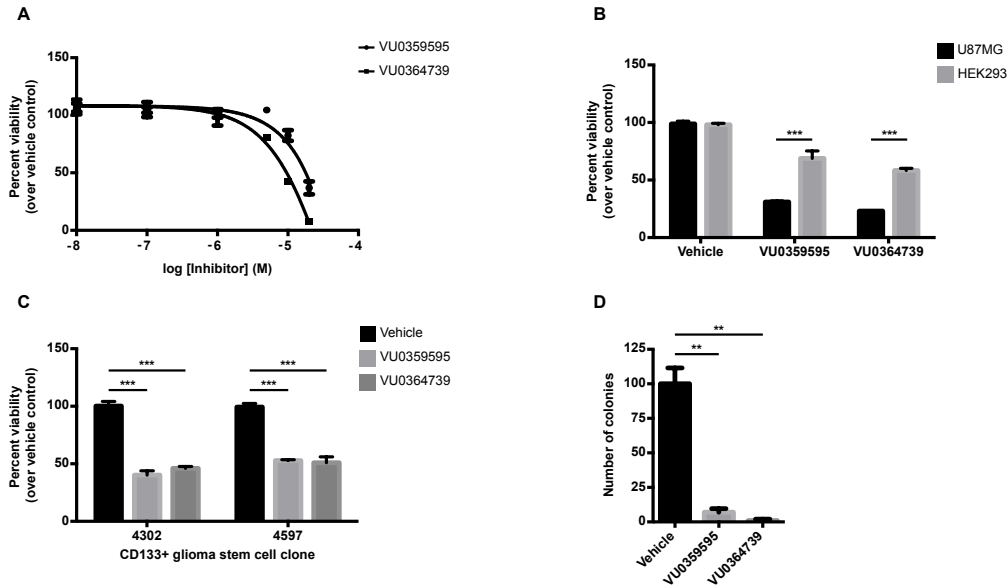 A
VU0359595
VU0364739
Percent viability
(over vehicle control)
150
100
50
0
-8
-7
-6
-5
-4
log [Inhibitor] (M)
B
U87MG
HEK293
Percent viability
(over vehicle control)
150
100
50
0
***
***
Vehicle
VU0359595
VU0364739
C
Vehicle
VU0359595
VU0364739
Percent viability
(over vehicle control)
150
100
50
0
***
***
***
***
4302
4597
CD133+ glioma stem cell clone
D
Number of colonies
125
100
75
50
25
0
**
**
Vehicle
VU0359595
VU0364739